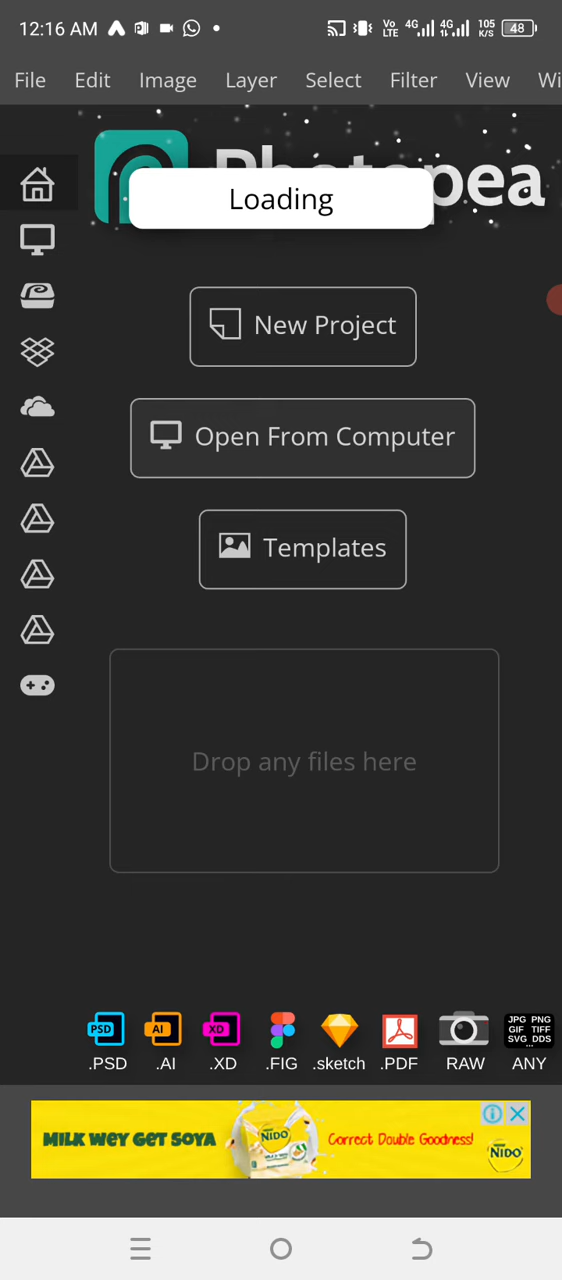 12:16 AM Vo LTE 4G 4G 105 K/S 48
File Edit Image Layer Select Filter View Wi
Photopea
Loading
New Project
Open From Computer
Templates
Drop any files here
PSD AI XD JPG PNG GIF TIFF SVG DDS ...
.PSD .AI .XD .FIG .sketch .PDF RAW ANY
MILK WEY GET SOYA NIDO Correct Double Goodness! NIDO